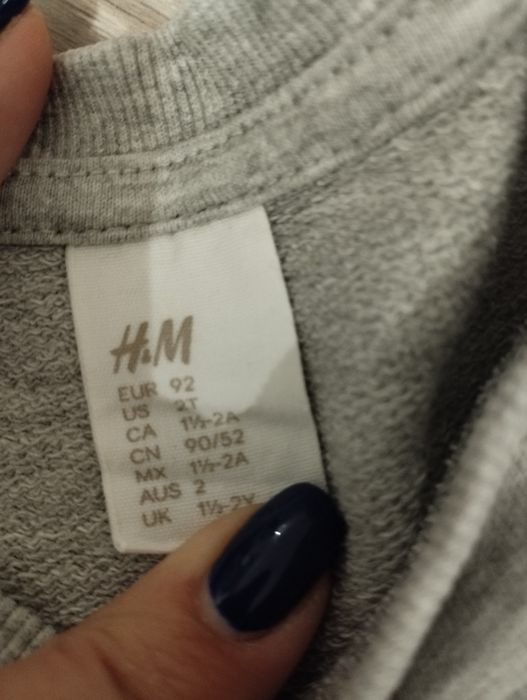 H&M
EUR 92
US 2T
CA 1½-2A
CN 90/52
MX 1½-2A
AUS 2
UK 1½-2Y